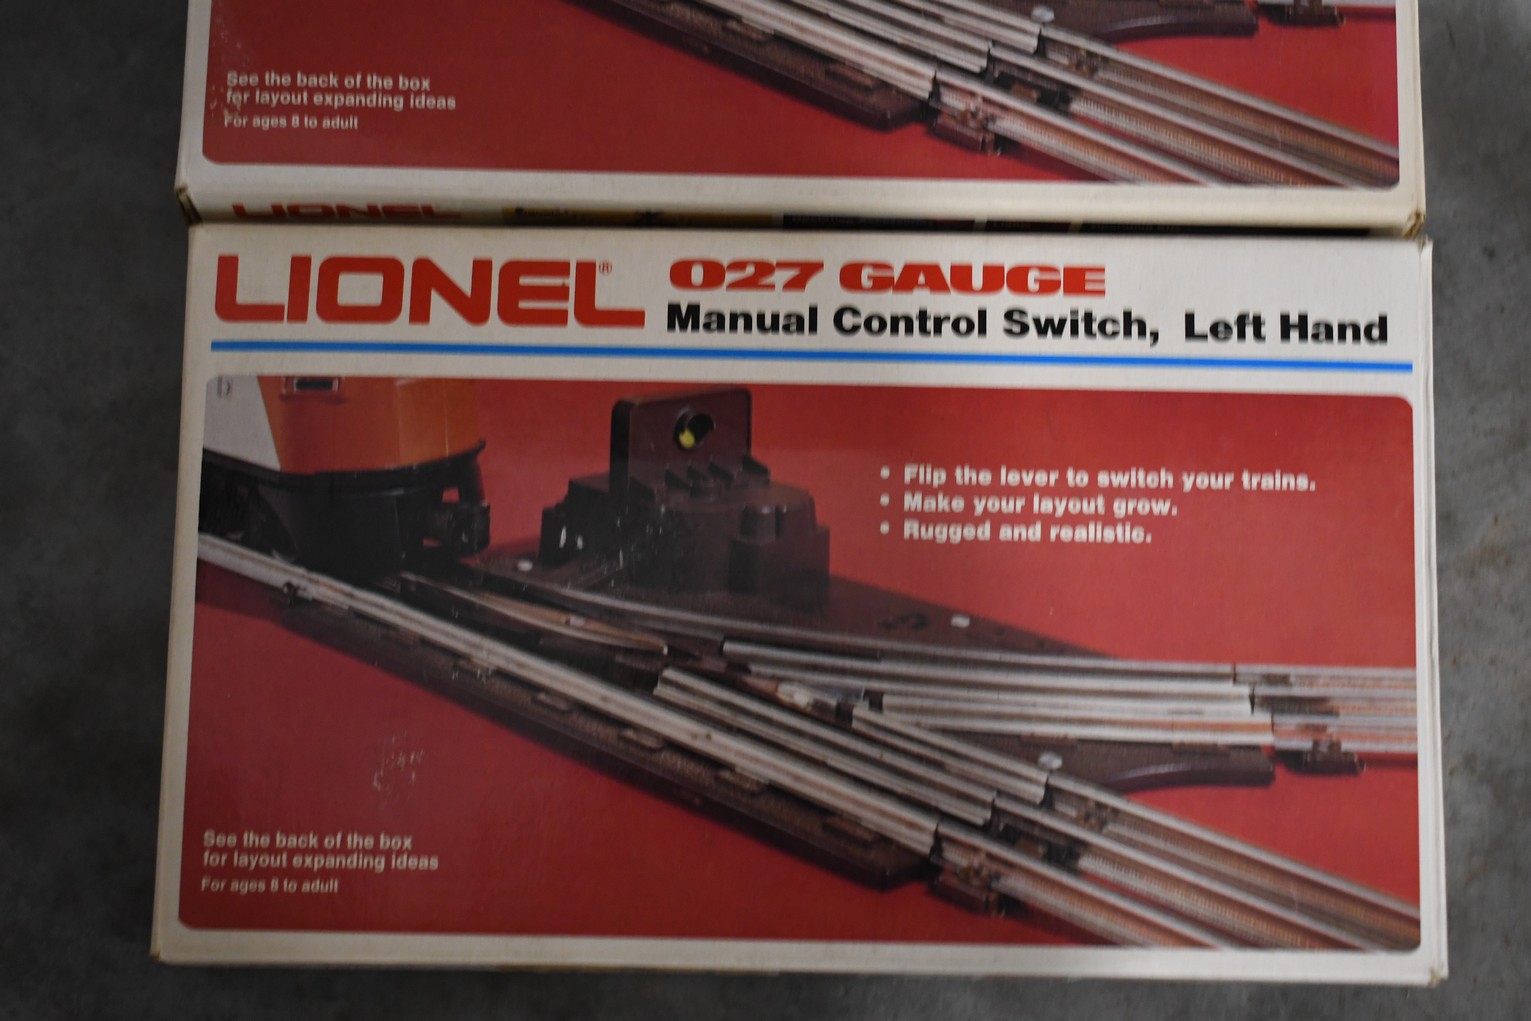 See the back of the box
for layout expanding ideas
For ages 8 to adult
LIONEL
LIONEL® 027 GAUGE
Manual Control Switch, Left Hand
• Flip the lever to switch your trains.
• Make your layout grow.
• Rugged and realistic.
See the back of the box
for layout expanding ideas
For ages 8 to adult